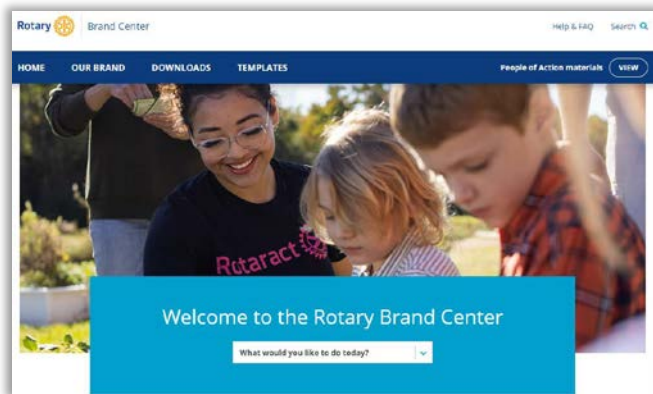 Rotary Brand Center
Help & FAQ Search
HOME OUR BRAND DOWNLOADS TEMPLATES
People of Action materials VIEW
Rotaract
Welcome to the Rotary Brand Center
What would you like to do today?